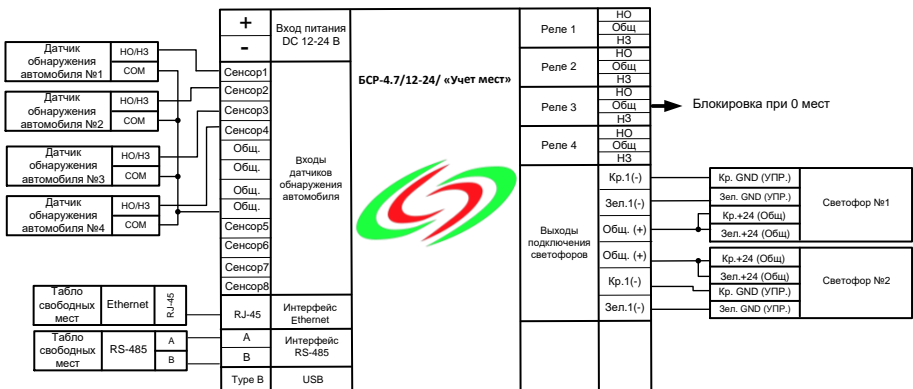 Датчик
обнаружения
автомобиля №1
НО/НЗ
COM
Датчик
обнаружения
автомобиля №2
НО/НЗ
COM
Датчик
обнаружения
автомобиля №3
НО/НЗ
COM
Датчик
обнаружения
автомобиля №4
НО/НЗ
COM
Табло
свободных
мест
Ethernet
RJ-45
Табло
свободных
мест
RS-485
A
B
+
-
Сенсор1
Сенсор2
Сенсор3
Сенсор4
Общ.
Общ.
Общ.
Общ.
Сенсор5
Сенсор6
Сенсор7
Сенсор8
RJ-45
A
B
Type B
Вход питания
DC 12-24 В
Входы
датчиков
обнаружения
автомобиля
Интерфейс
Ethernet
Интерфейс
RS-485
USB
БСР-4.7/12-24/ «Учет мест»
Реле 1
НО
Общ
НЗ
Реле 2
НО
Общ
НЗ
Реле 3
НО
Общ
НЗ
Блокировка при 0 мест
Реле 4
НО
Общ
НЗ
Выходы
подключения
светофоров
Кр.1(-)
Зел.1(-)
Общ. (+)
Общ. (+)
Кр.1(-)
Зел.1(-)
Кр. GND (УПР.)
Зел. GND (УПР.)
Кр.+24 (Общ)
Зел.+24 (Общ)
Светофор №1
Кр.+24 (Общ)
Зел.+24 (Общ)
Кр. GND (УПР.)
Зел. GND (УПР.)
Светофор №2